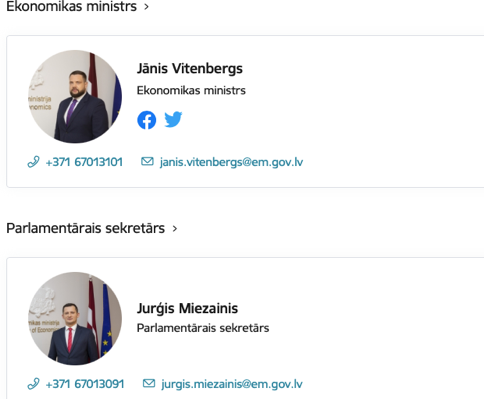 Ekonomikas ministrs >
Jānis Vitenbergs
Ekonomikas ministrs
+371 67013101 janis.vitenbergs@em.gov.lv
Parlamentārais sekretārs >
Jurģis Miezainis
Parlamentārais sekretārs
+371 67013091 jurgis.miezainis@em.gov.lv